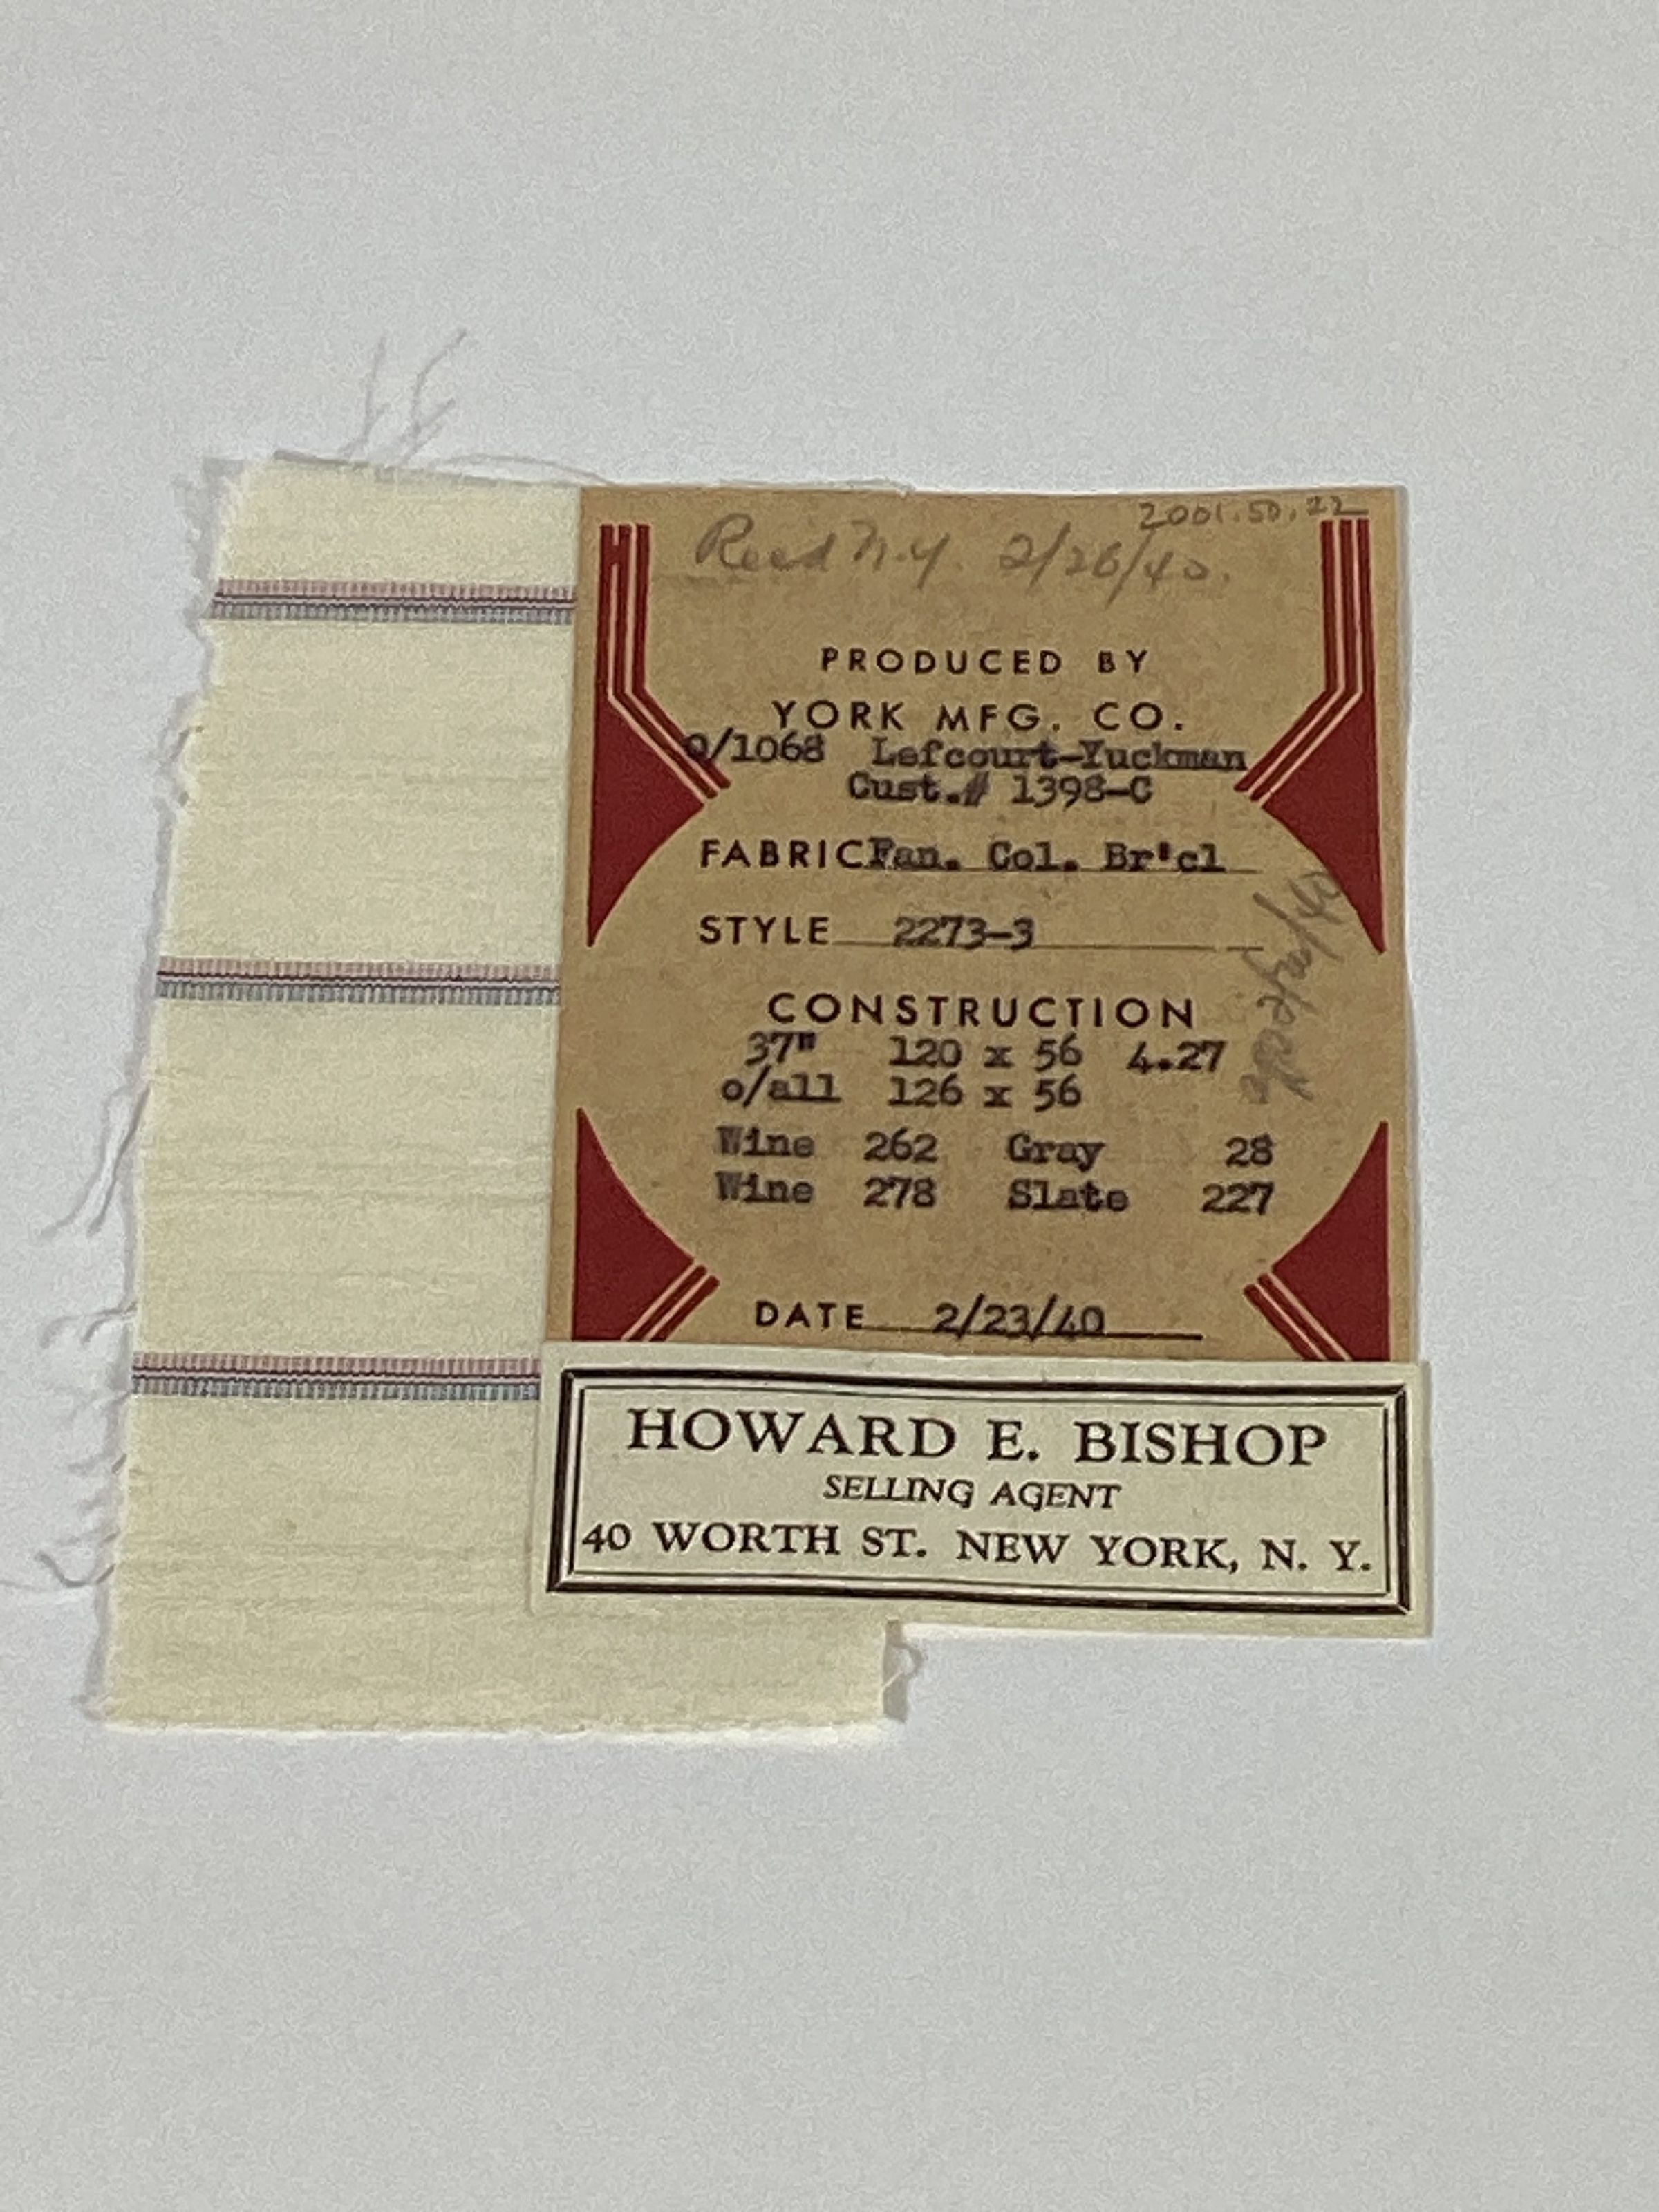 2001.50.22
Recd N.Y. 2/26/40.
PRODUCED BY
YORK MFG. CO.
O/1068 Lefcourt-Yuckman
Cust.# 1398-C
FABRIC Fan. Col. Br'cl
STYLE 2273-3
CONSTRUCTION
37" 120 x 56 4.27
o/all 126 x 56
Wine 262 Gray 28
Wine 278 Slate 227
DATE 2/23/40
HOWARD E. BISHOP
SELLING AGENT
40 WORTH ST. NEW YORK, N. Y.